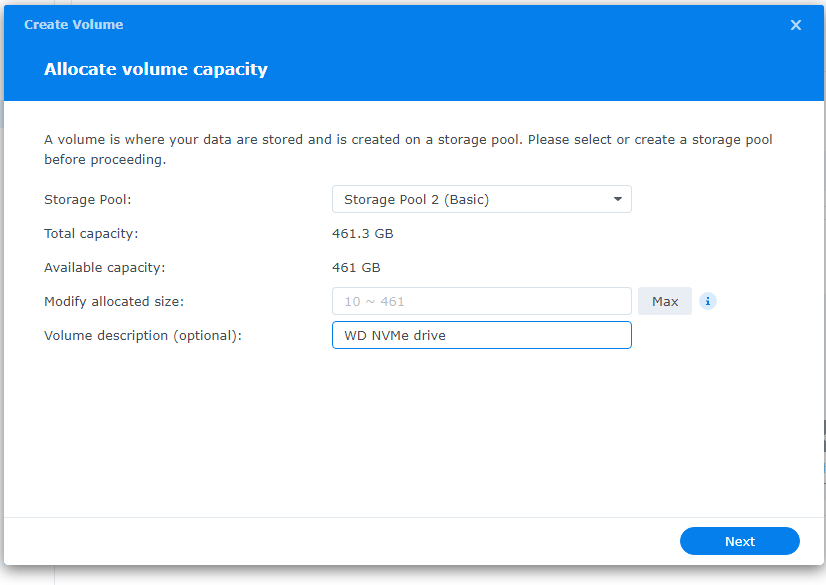 Create Volume
Allocate volume capacity
A volume is where your data are stored and is created on a storage pool. Please select or create a storage pool
before proceeding.
Storage Pool: Storage Pool 2 (Basic)
Total capacity: 461.3 GB
Available capacity: 461 GB
Modify allocated size: 10 ~ 461 Max i
Volume description (optional): WD NVMe drive
Next